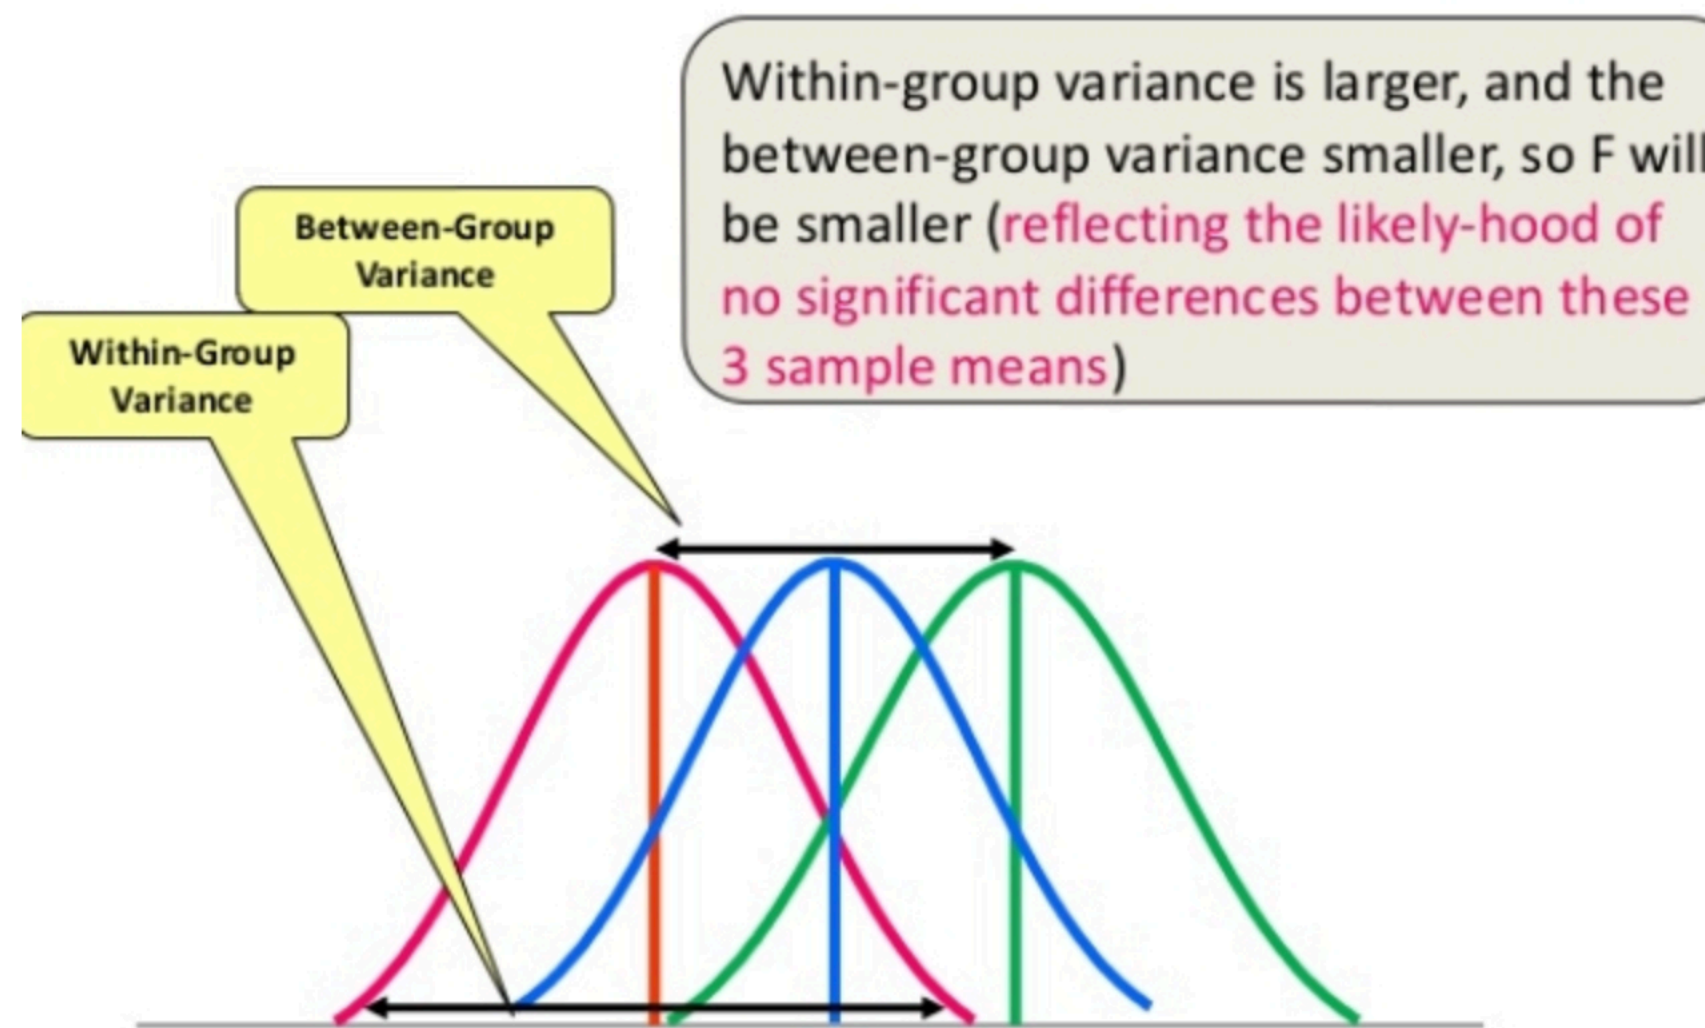 Within-group variance is larger, and the
between-group variance smaller, so F will
be smaller (reflecting the likely-hood of
no significant differences between these
3 sample means)
Between-Group
Variance
Within-Group
Variance